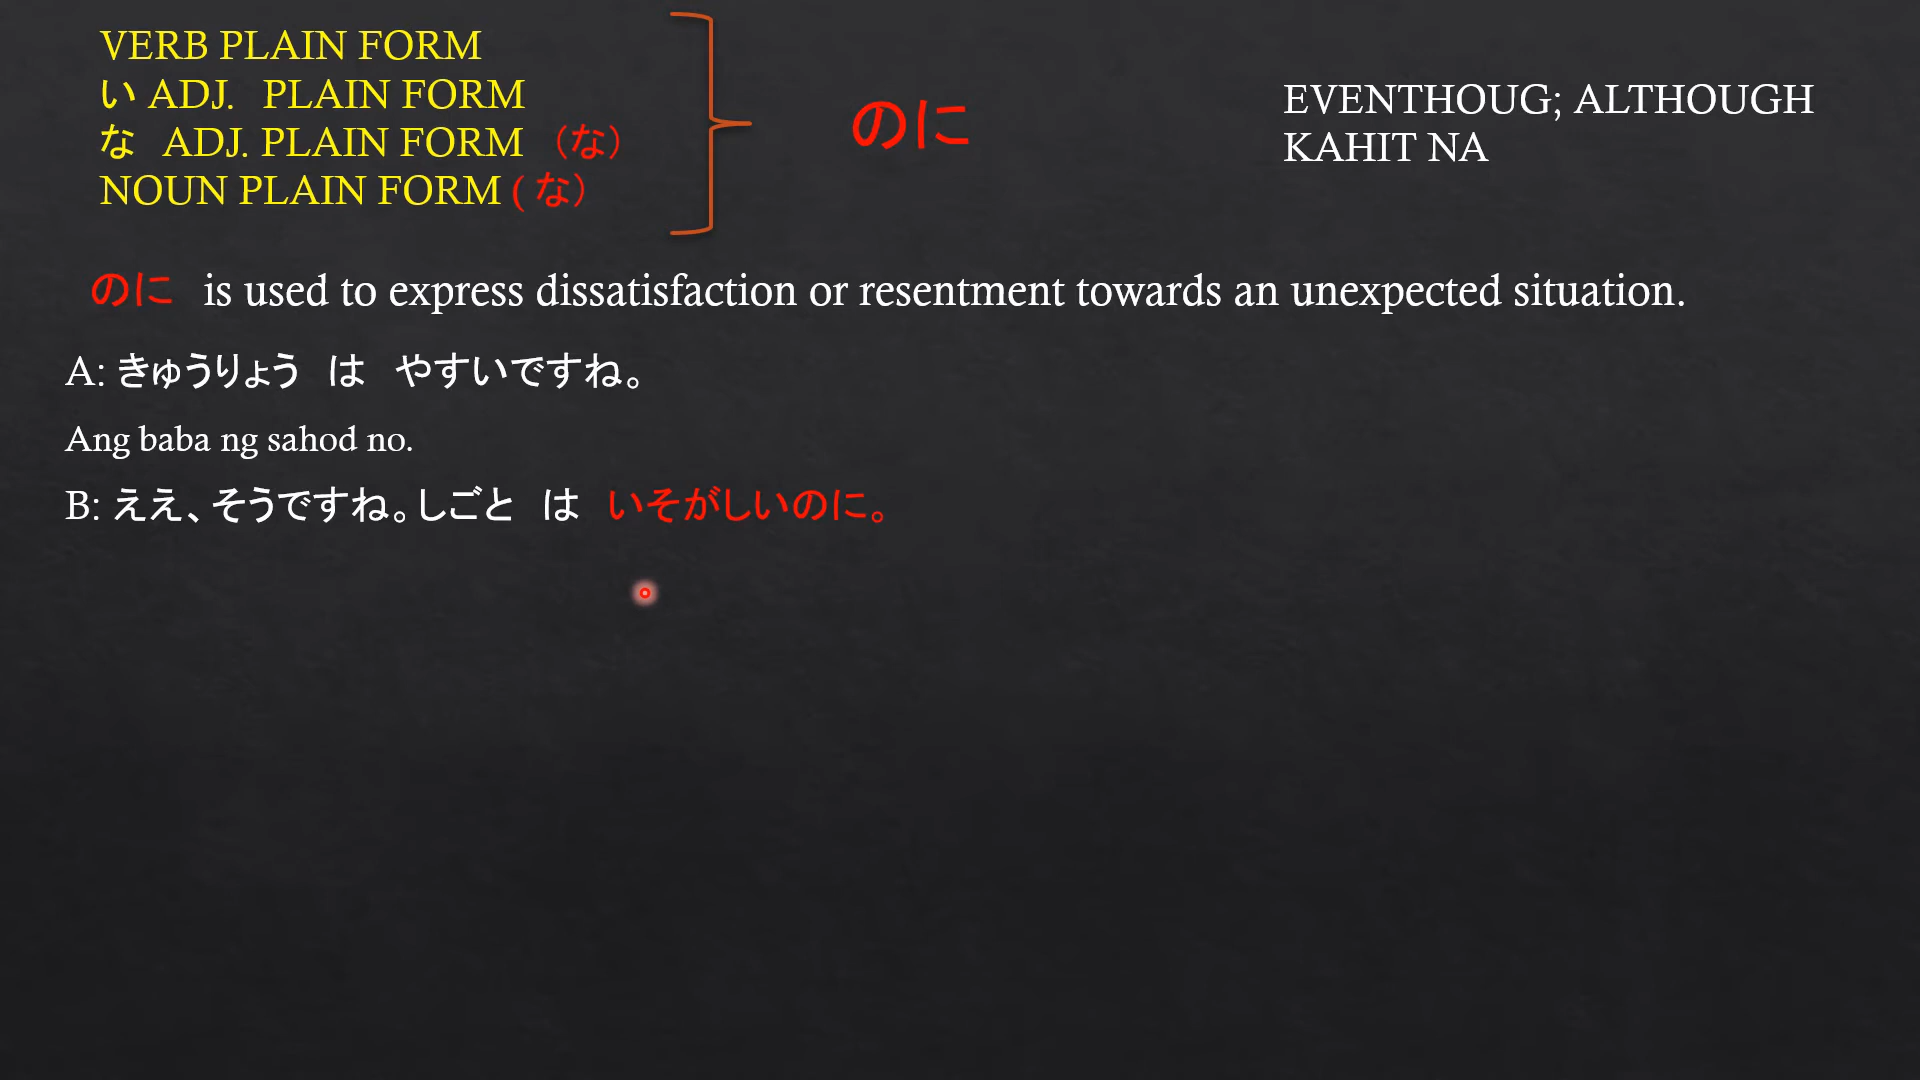 VERB PLAIN FORM
い ADJ. PLAIN FORM
な ADJ. PLAIN FORM （な）
NOUN PLAIN FORM ( な）
のに
EVENTHOUG; ALTHOUGH
KAHIT NA
のに is used to express dissatisfaction or resentment towards an unexpected situation.
A: きゅうりょう は やすいですね。
Ang baba ng sahod no.
B: ええ、そうですね。しごと は いそがしいのに。